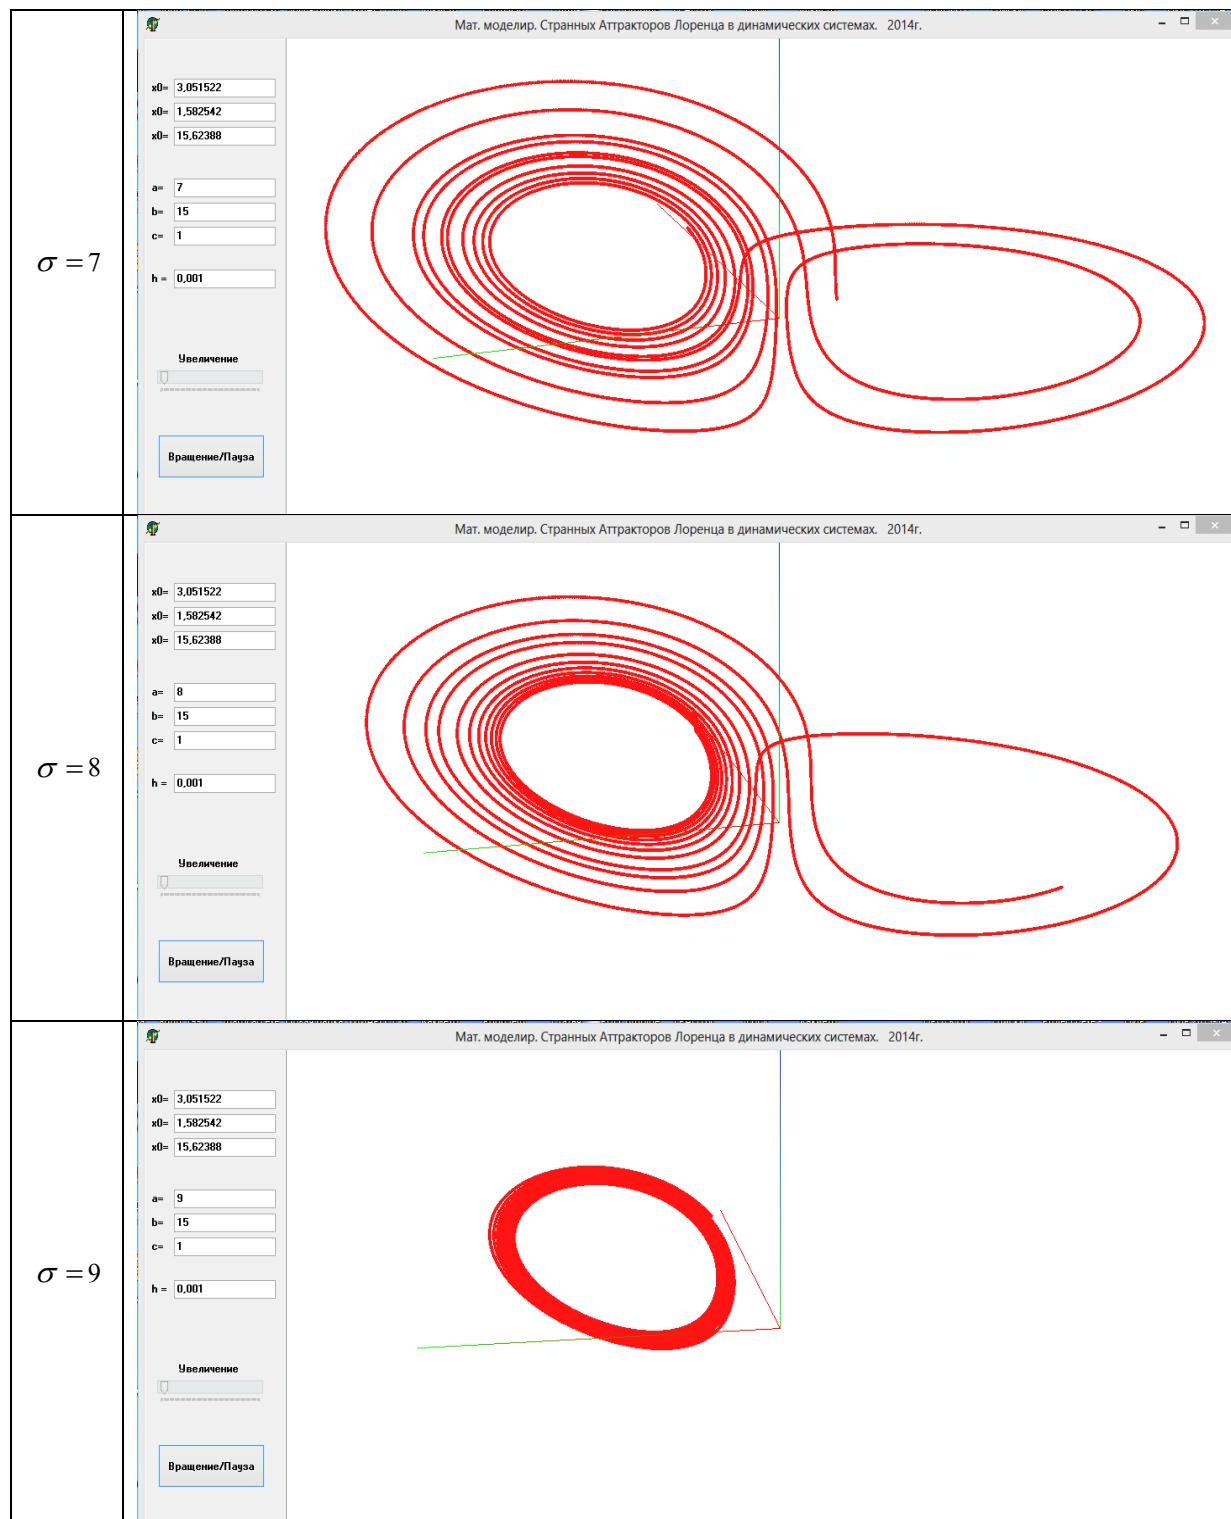 Мат. моделир. Странных Аттракторов Лоренца в динамических системах. 2014г.
x0= 3,051522
x0= 1,582542
x0= 15,62388
a= 7
b= 15
c= 1
σ = 7
h = 0,001
Увеличение
Вращение/Пауза
Мат. моделир. Странных Аттракторов Лоренца в динамических системах. 2014г.
x0= 3,051522
x0= 1,582542
x0= 15,62388
a= 8
b= 15
c= 1
σ = 8
h = 0,001
Увеличение
Вращение/Пауза
Мат. моделир. Странных Аттракторов Лоренца в динамических системах. 2014г.
x0= 3,051522
x0= 1,582542
x0= 15,62388
a= 9
b= 15
c= 1
σ = 9
h = 0,001
Увеличение
Вращение/Пауза